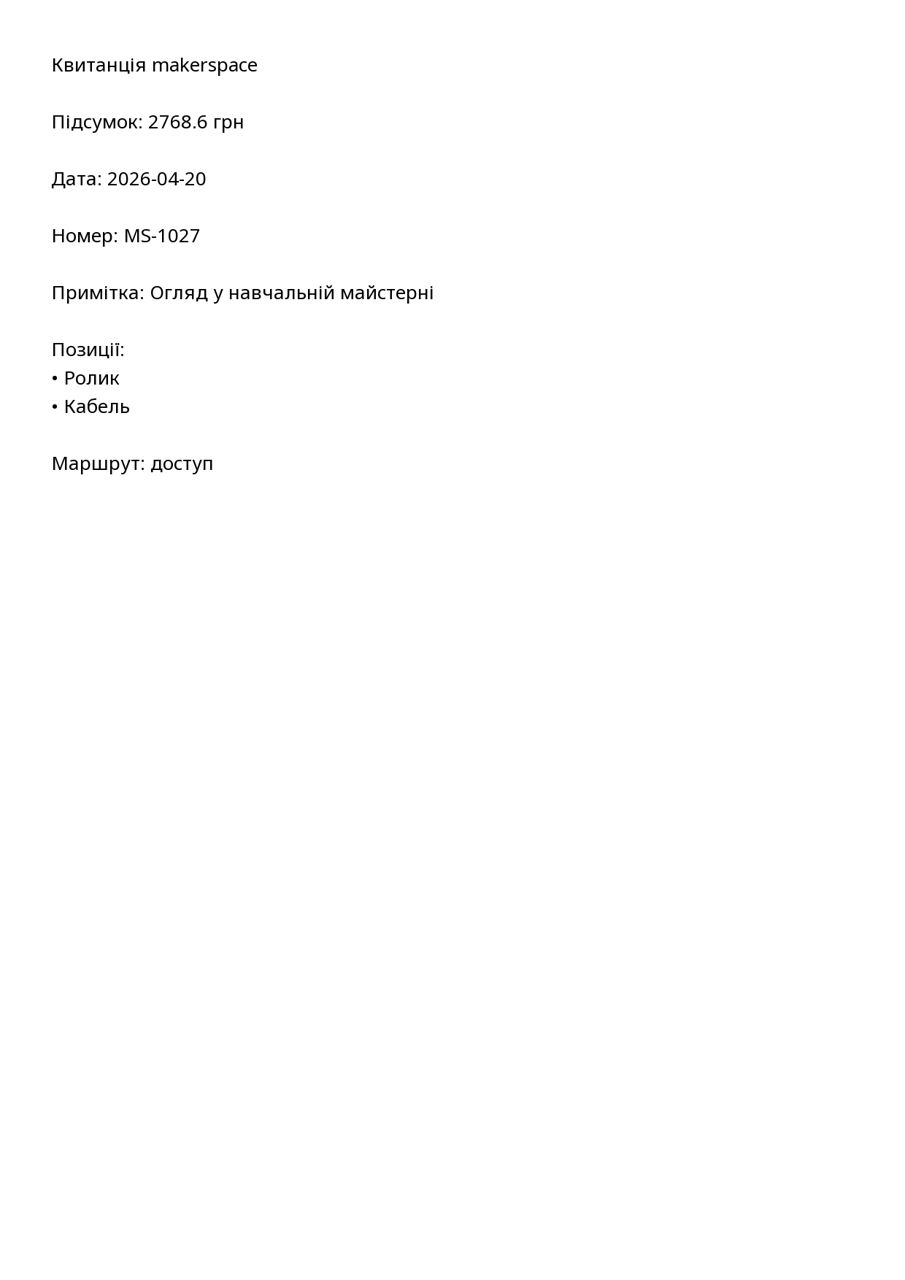 Квитанція makerspace
Підсумок: 2768.6 грн
Дата: 2026-04-20
Номер: MS-1027
Примітка: Огляд у навчальній майстерні
Позиції:
• Ролик
• Кабель
Маршрут: доступ